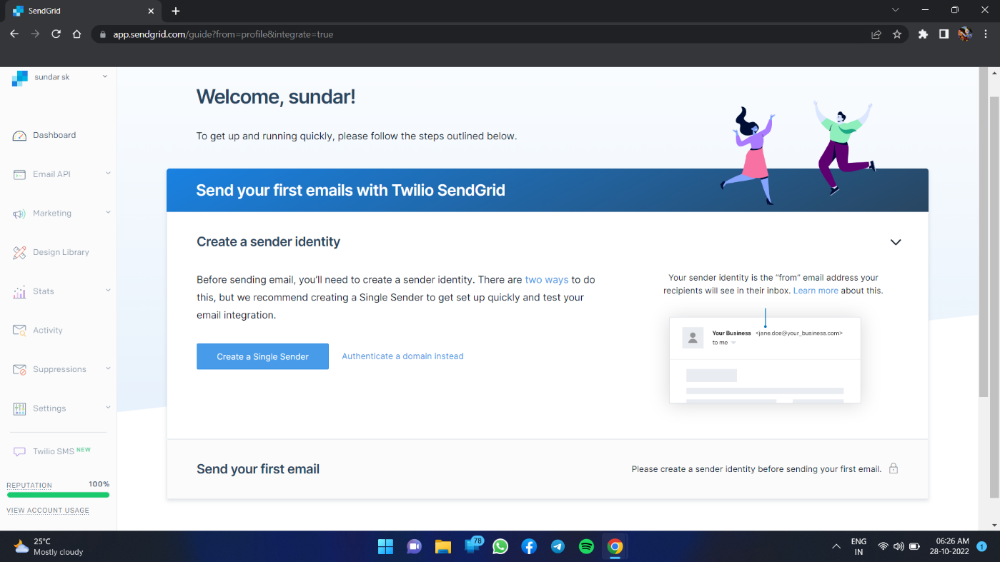 SendGrid
app.sendgrid.com/guide?from=profile&integrate=true
sundar sk
Dashboard
Email API
Marketing
Design Library
Stats
Activity
Suppressions
Settings
Twilio SMS NEW
REPUTATION 100%
VIEW ACCOUNT USAGE
Welcome, sundar!
To get up and running quickly, please follow the steps outlined below.
Send your first emails with Twilio SendGrid
Create a sender identity
Before sending email, you'll need to create a sender identity. There are two ways to do
this, but we recommend creating a Single Sender to get set up quickly and test your
email integration.
Create a Single Sender
Authenticate a domain instead
Your sender identity is the "from" email address your
recipients will see in their inbox. Learn more about this.
Your Business <jane.doe@your_business.com>
to me
Send your first email
Please create a sender identity before sending your first email.
25°C
Mostly cloudy
78
ENG
IN
06:26 AM
28-10-2022
1